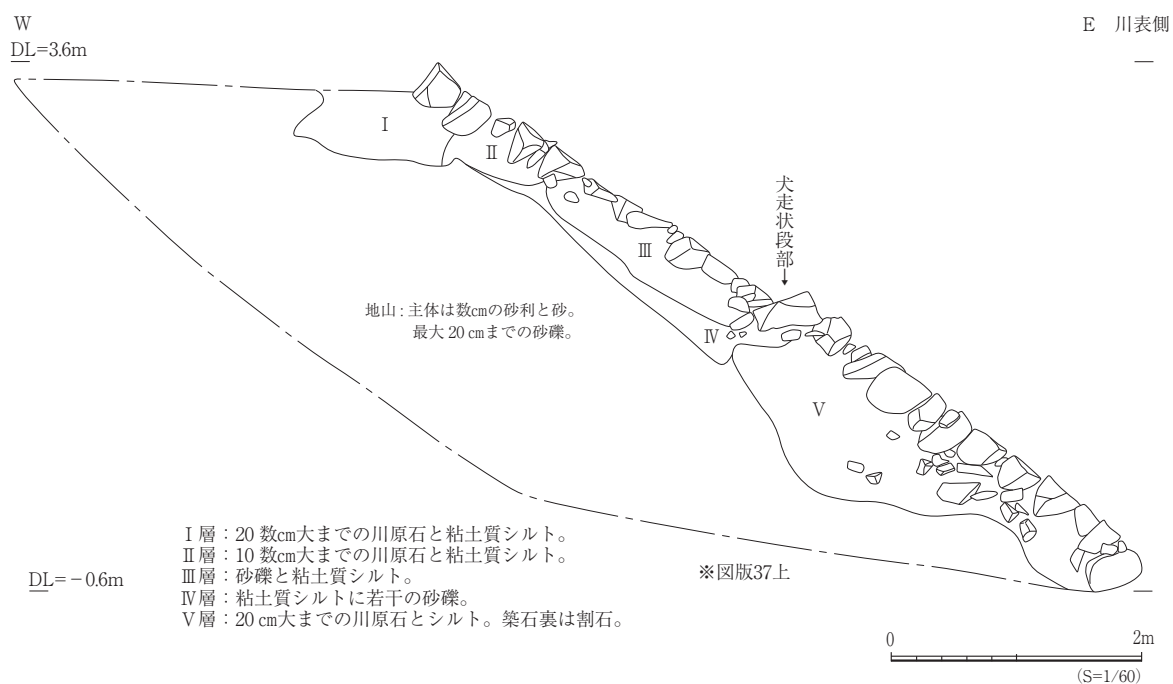 W
E 川表側
DL=3.6m
Ⅰ
Ⅱ
犬走状段部
Ⅲ
地山 : 主体は数㎝の砂利と砂。
最大 20 ㎝までの砂礫。
Ⅳ
Ⅴ
Ⅰ層：20 数㎝大までの川原石と粘土質シルト。
Ⅱ層：10 数㎝大までの川原石と粘土質シルト。
Ⅲ層：砂礫と粘土質シルト。
Ⅳ層：粘土質シルトに若干の砂礫。
Ⅴ層：20 ㎝大までの川原石とシルト。築石裏は割石。
DL=－0.6m
※図版37上
0 2m
(S=1/60)